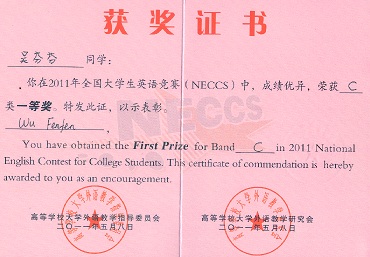 获奖证书
吴芬芬 同学:
你在2011年全国大学生英语竞赛(NECCS)中,成绩优异,荣获 C
类一等奖。特发此证,以示表彰。
Wu Fenfen
NECCS
You have obtained the First Prize for Band C in 2011 National
English Contest for College Students. This certificate of commendation is hereby
awarded to you as an encouragement.
高等学校大学外语教学指导委员会 高等学校大学外语教学研究会
二〇一一年五月八日 二〇一一年五月八日